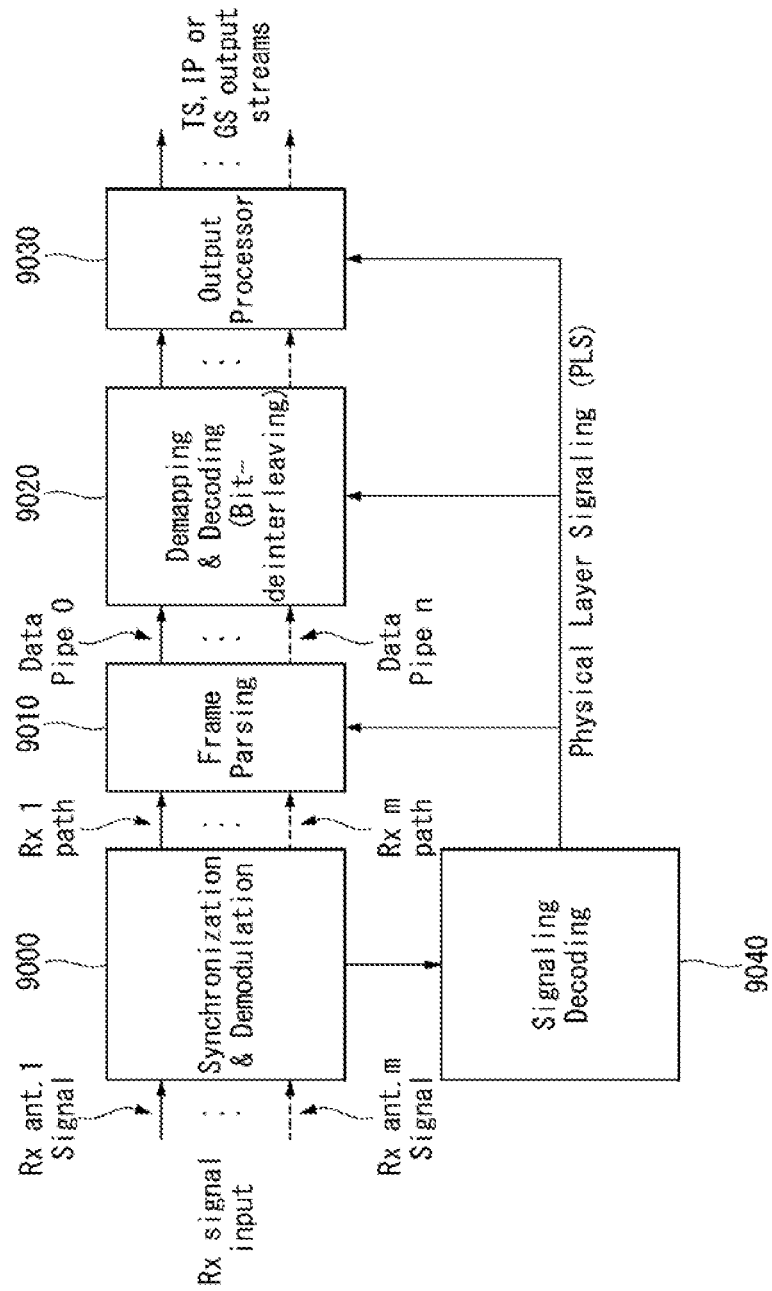 Rx signal
input
Rx ant.1
Signal
Rx ant.m
Signal
9000
Synchronization
& Demodulation
Rx 1
path
Rx m
path
9010
Frame
Parsing
Data
Pipe 0
Data
Pipe n
9020
Demapping
& Decoding
(Bit-
deinterleaving)
9030
Output
Processor
TS, IP or
GS output
streams
Signaling
Decoding
9040
Physical Layer Signaling (PLS)